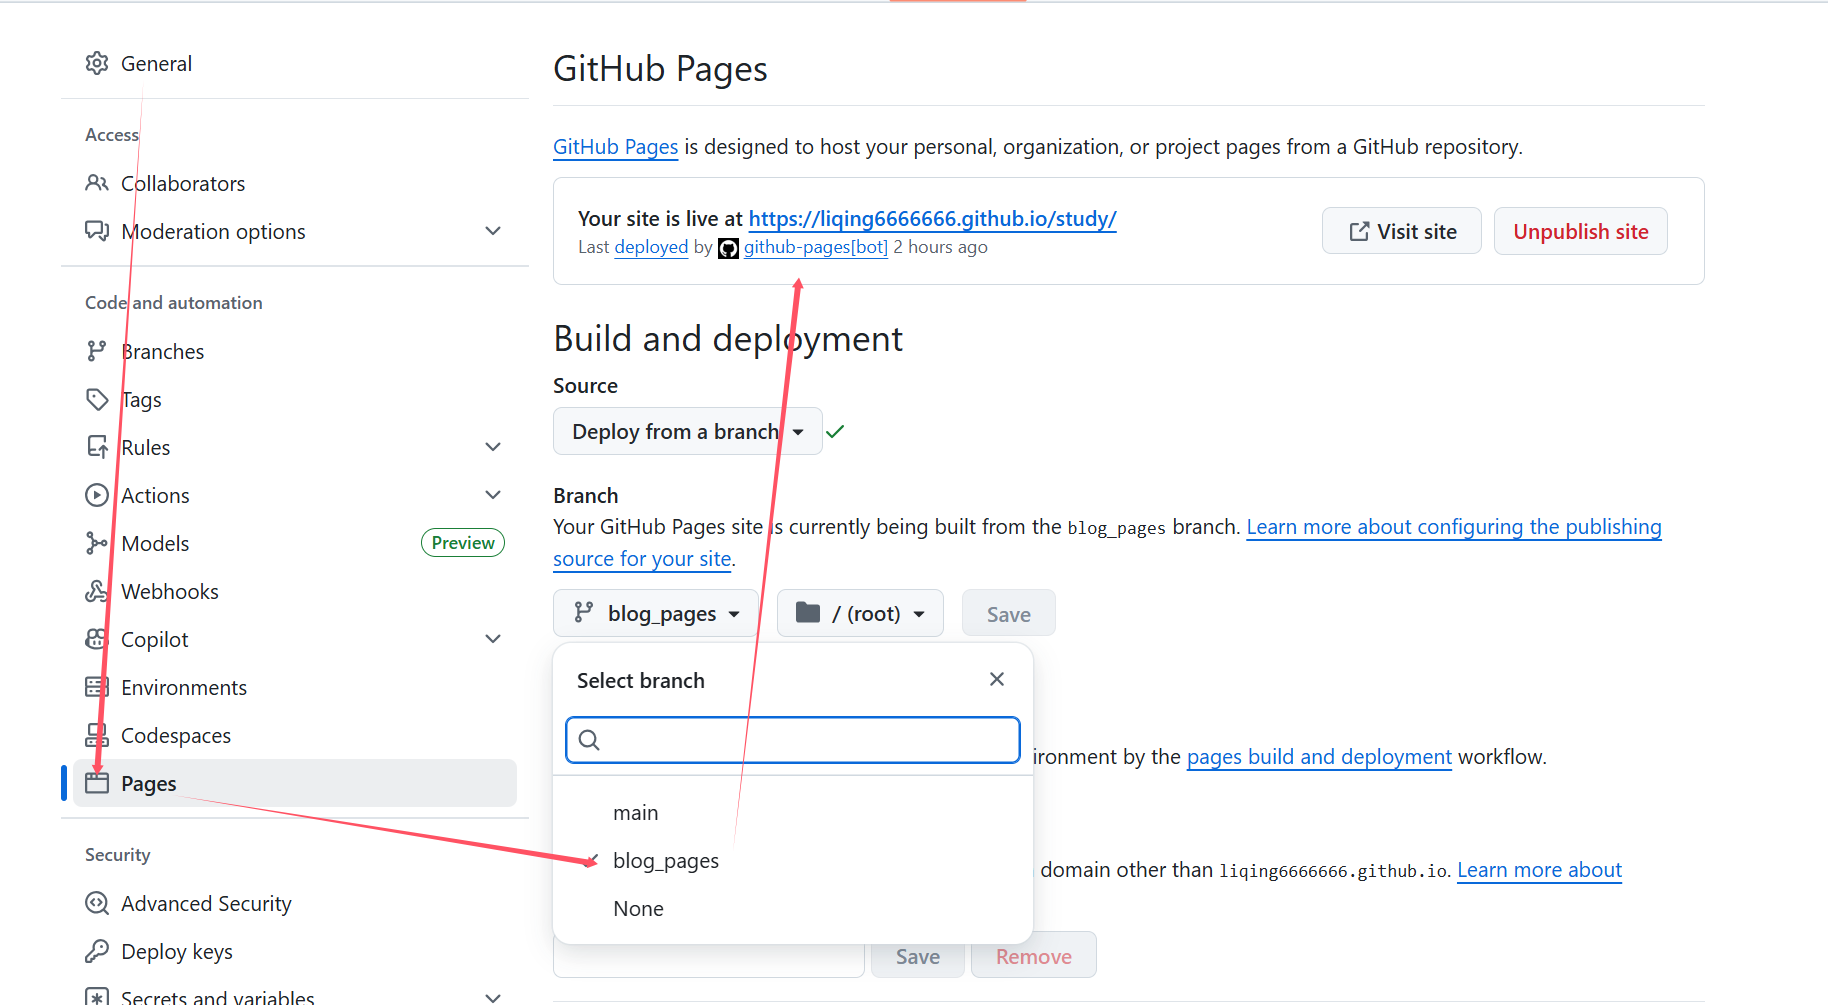 General
Access
Collaborators
Moderation options
Code and automation
Branches
Tags
Rules
Actions
Models Preview
Webhooks
Copilot
Environments
Codespaces
Pages
Security
Advanced Security
Deploy keys
Secrets and variables
GitHub Pages
GitHub Pages is designed to host your personal, organization, or project pages from a GitHub repository.
Your site is live at https://liqing6666666.github.io/study/
Last deployed by github-pages[bot] 2 hours ago
Visit site
Unpublish site
Build and deployment
Source
Deploy from a branch
Branch
Your GitHub Pages site is currently being built from the blog_pages branch. Learn more about configuring the publishing
source for your site.
blog_pages / (root) Save
Select branch
main
blog_pages
None
ironment by the pages build and deployment workflow.
domain other than liqing6666666.github.io. Learn more about
Save Remove